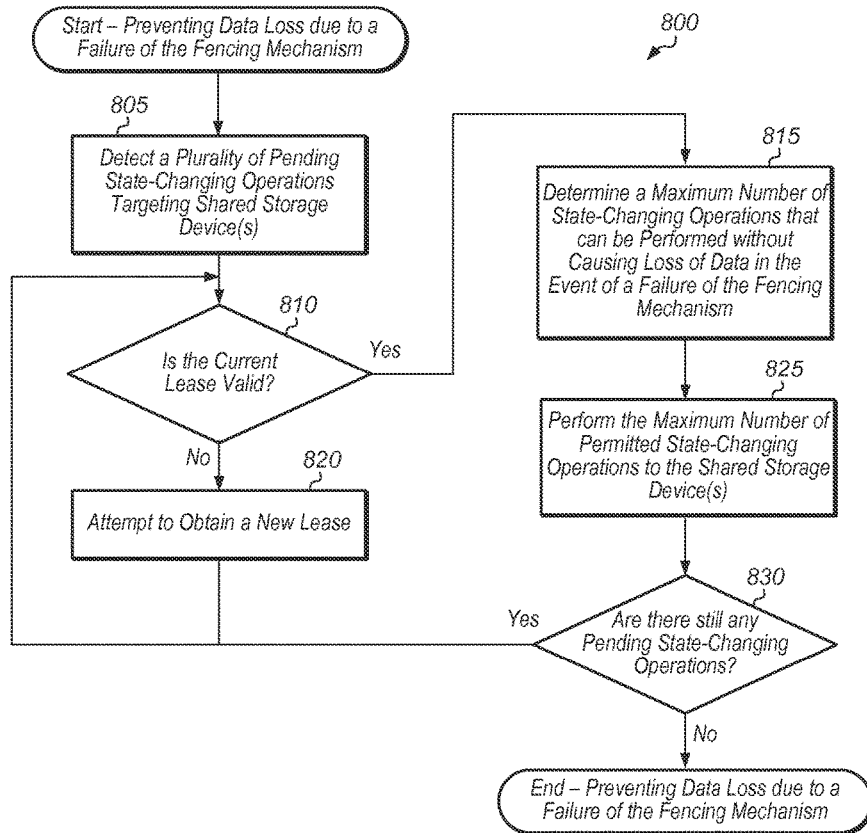 Start – Preventing Data Loss due to a
Failure of the Fencing Mechanism
800
805
Detect a Plurality of Pending
State-Changing Operations
Targeting Shared Storage
Device(s)
810
Is the Current
Lease Valid?
Yes
No
820
Attempt to Obtain a New Lease
815
Determine a Maximum Number of
State-Changing Operations that
can be Performed without
Causing Loss of Data in the
Event of a Failure of the Fencing
Mechanism
825
Perform the Maximum Number of
Permitted State-Changing
Operations to the Shared Storage
Device(s)
830
Are there still any
Pending State-Changing
Operations?
Yes
No
End – Preventing Data Loss due to a
Failure of the Fencing Mechanism